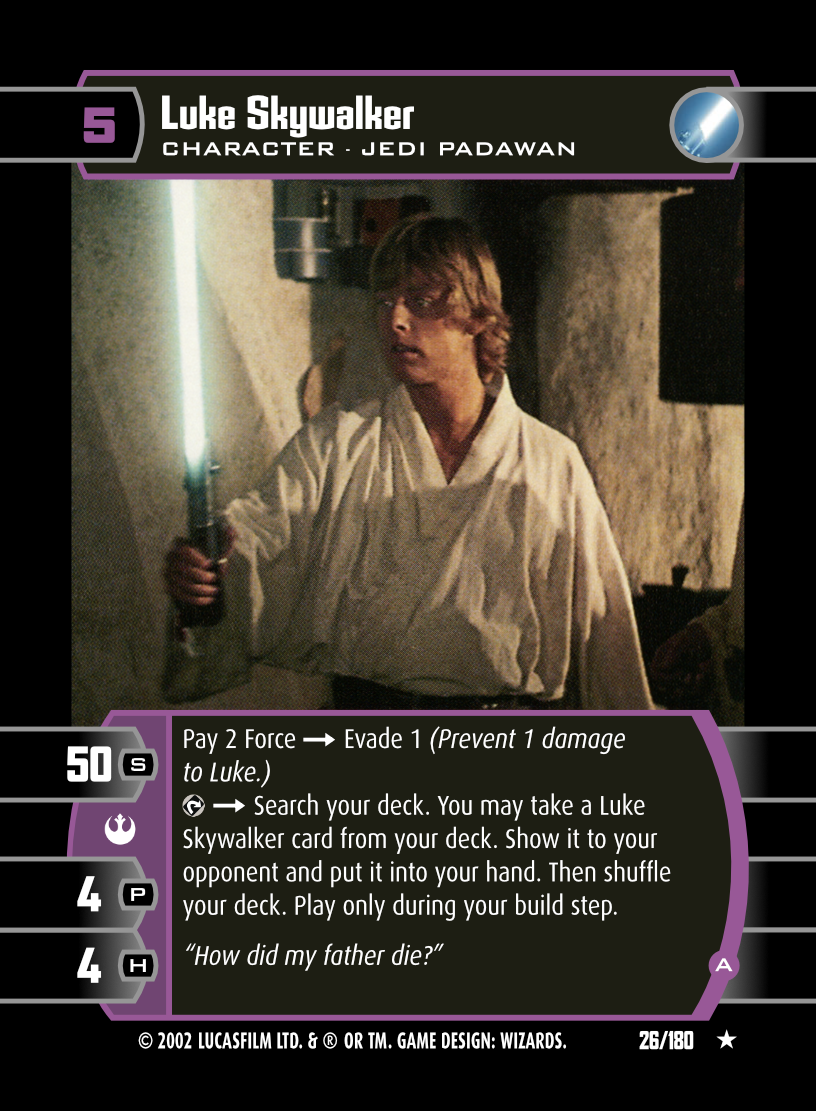 5
Luke Skywalker
CHARACTER - JEDI PADAWAN
50 S
4 P
4 H
Pay 2 Force → Evade 1 (Prevent 1 damage
to Luke.)
→ Search your deck. You may take a Luke
Skywalker card from your deck. Show it to your
opponent and put it into your hand. Then shuffle
your deck. Play only during your build step.
“How did my father die?”
A
© 2002 LUCASFILM LTD. & ® OR TM. GAME DESIGN: WIZARDS.
26/180 ★